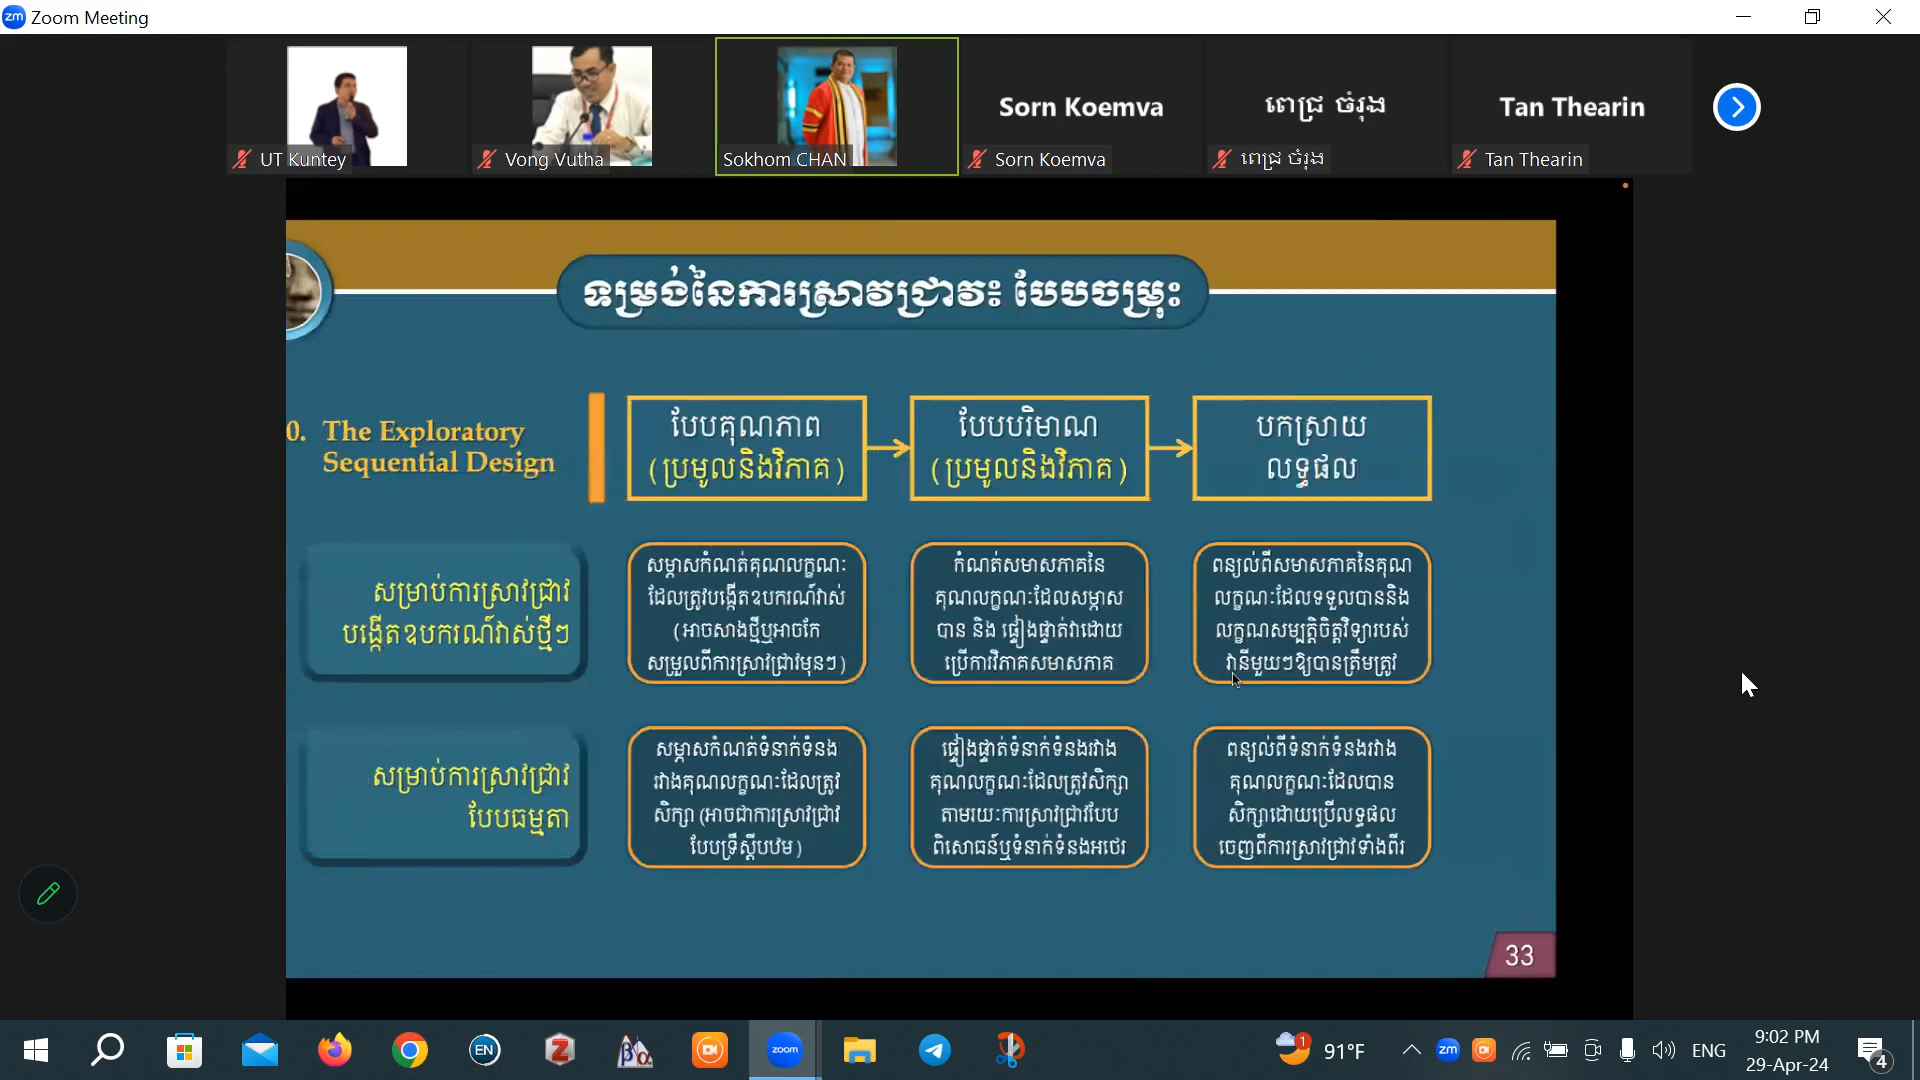 zm Zoom Meeting
Sorn Koemva
ពេជ្រ ចំរុង
Tan Thearin
UT Kuntey
Vong Vutha
Sokhom CHAN
Sorn Koemva
ពេជ្រ ចំរុង
Tan Thearin
ទម្រង់នៃការស្រាវជ្រាវ៖ បែបចម្រុះ
0. The Exploratory
Sequential Design
បែបគុណភាព
(ប្រមូលនិងវិភាគ)
បែបបរិមាណ
(ប្រមូលនិងវិភាគ)
បកស្រាយ
លទ្ធផល
សម្រាប់ការស្រាវជ្រាវ
បង្កើតឧបករណ៍វាស់ថ្មីៗ
សម្ភាសកំណត់គុណលក្ខណៈ
ដែលត្រូវបង្កើតឧបករណ៍វាស់
(អាចសាងថ្មីឬអាចកែ
សម្រួលពីការស្រាវជ្រាវមុនៗ)
កំណត់សមាសភាគនៃ
គុណលក្ខណៈដែលសម្ភាស
បាន និង ផ្ទៀងផ្ទាត់វាដោយ
ប្រើការវិភាគសមាសភាគ
ពន្យល់ពីសមាសភាគនៃគុណ
លក្ខណៈដែលទទួលបាននិង
លក្ខណសម្បត្តិចិត្តវិទ្យារបស់
វានីមួយៗឱ្យបានត្រឹមត្រូវ
សម្រាប់ការស្រាវជ្រាវ
បែបធម្មតា
សម្ភាសកំណត់ទំនាក់ទំនង
រវាងគុណលក្ខណៈដែលត្រូវ
សិក្សា (អាចជាការស្រាវជ្រាវ
បែបទ្រឹស្តីបឋម)
ផ្ទៀងផ្ទាត់ទំនាក់ទំនងរវាង
គុណលក្ខណៈដែលត្រូវសិក្សា
តាមរយៈការស្រាវជ្រាវបែប
ពិសោធន៍ឬទំនាក់ទំនងអថេរ
ពន្យល់ពីទំនាក់ទំនងរវាង
គុណលក្ខណៈដែលបាន
សិក្សាដោយប្រើលទ្ធផល
ចេញពីការស្រាវជ្រាវទាំងពីរ
33
EN
Z
βα
zoom
1
91°F
zm
ENG
9:02 PM
29-Apr-24
4